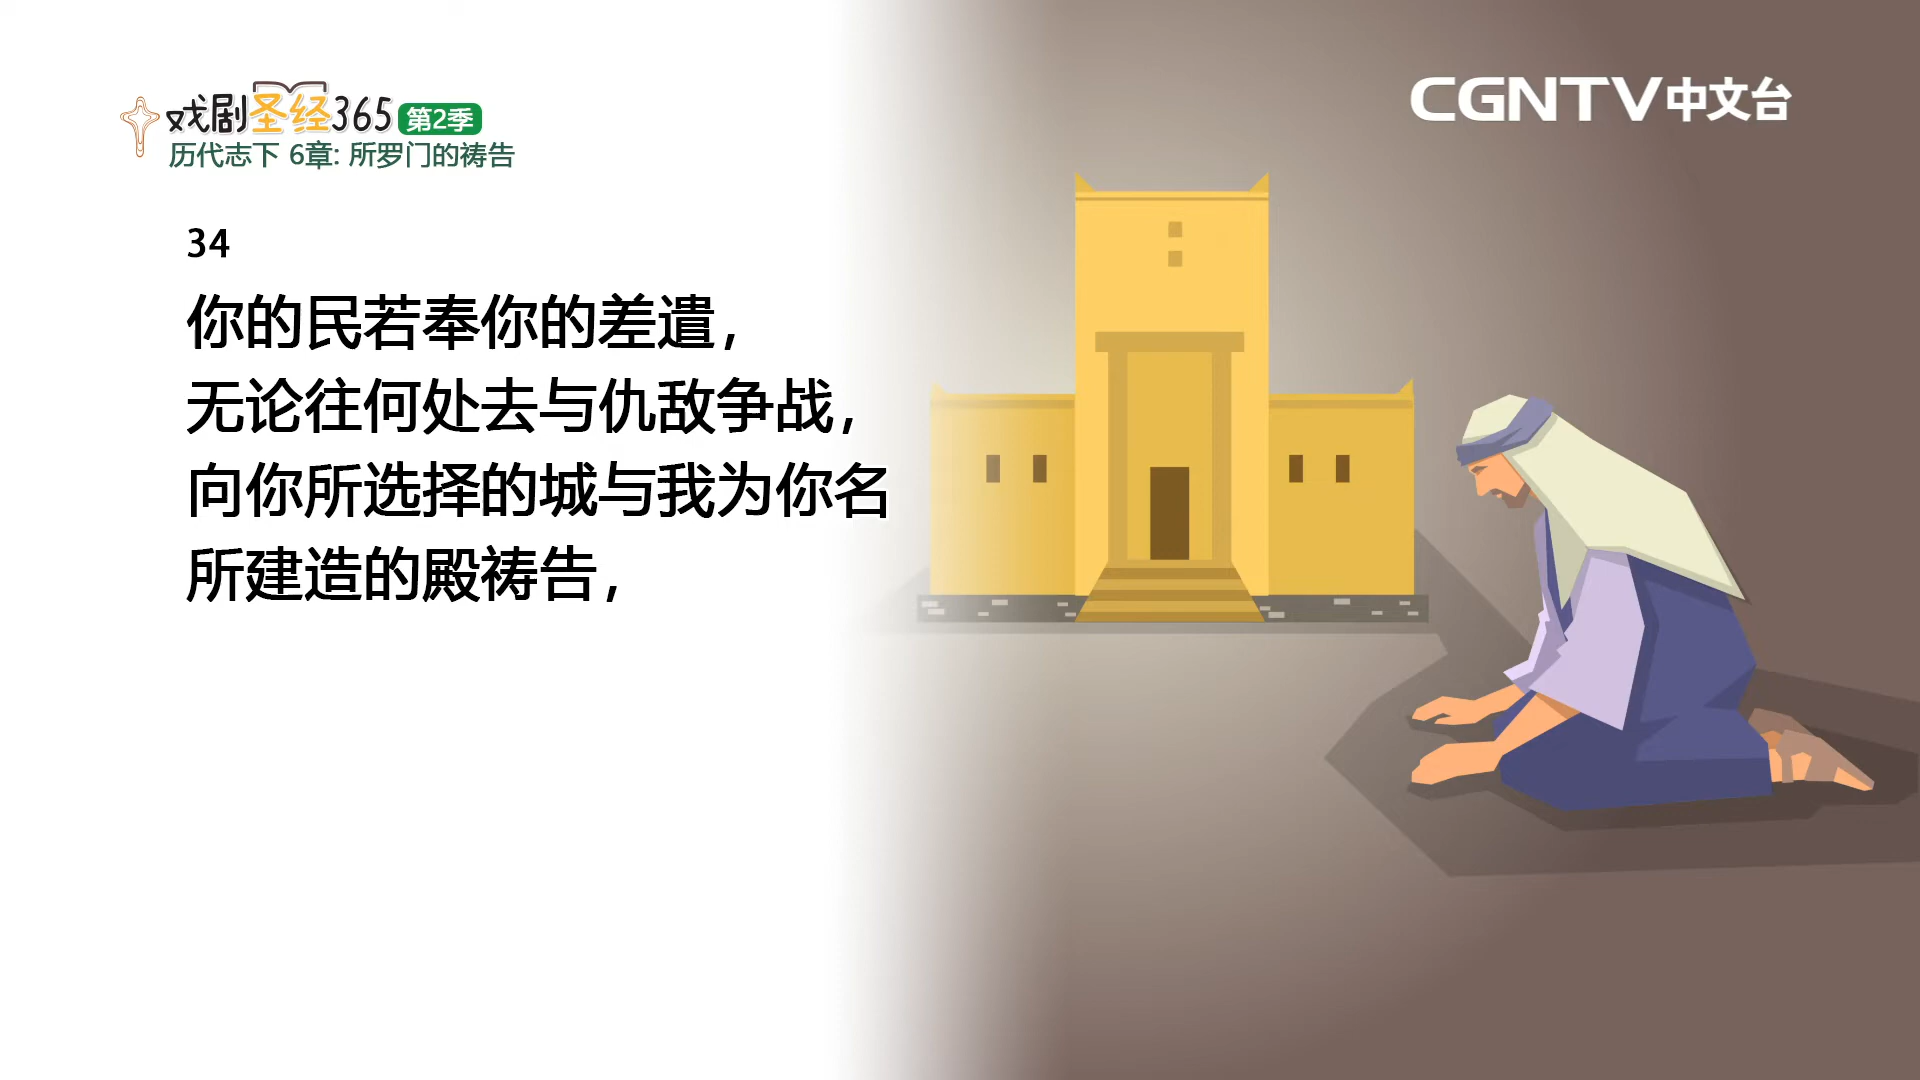 戏剧圣经365 第2季
CGNTV中文台
历代志下 6章: 所罗门的祷告
34
你的民若奉你的差遣，
无论往何处去与仇敌争战，
向你所选择的城与我为你名
所建造的殿祷告，